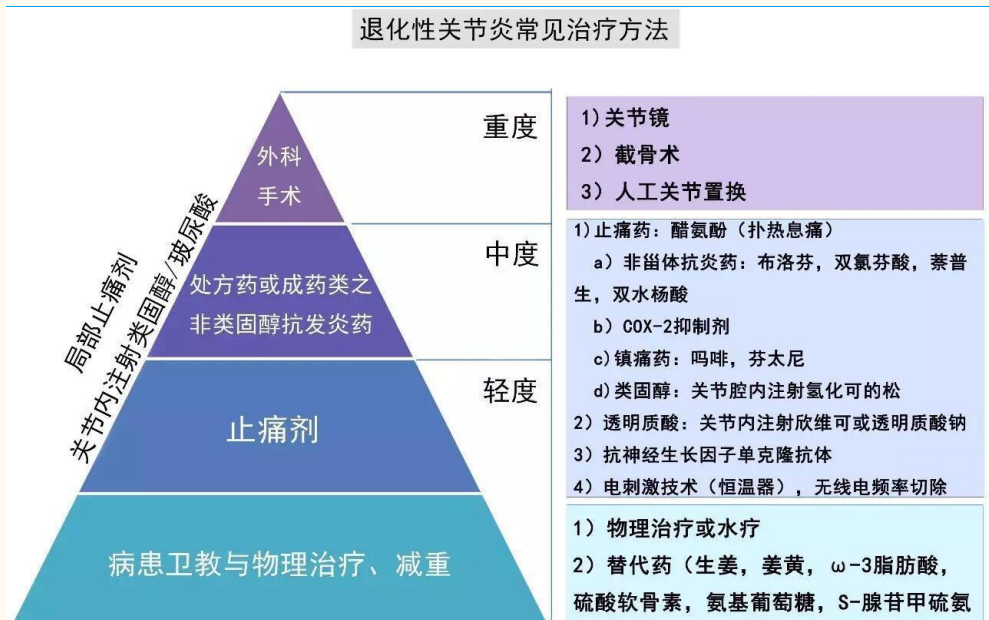 退化性关节炎常见治疗方法
重度
外科
手术
中度
处方药或成药类之
非类固醇抗发炎药
轻度
止痛剂
病患卫教与物理治疗、减重
局部止痛剂
关节内注射类固醇/玻尿酸
1)关节镜
2）截骨术
3）人工关节置换
1)止痛药：醋氨酚（扑热息痛）
a）非甾体抗炎药：布洛芬，双氯芬酸，萘普
生，双水杨酸
b）COX-2抑制剂
c）镇痛药：吗啡，芬太尼
d）类固醇：关节腔内注射氢化可的松
2）透明质酸：关节内注射欣维可或透明质酸钠
3）抗神经生长因子单克隆抗体
4）电刺激技术（恒温器），无线电频率切除
1）物理治疗或水疗
2）替代药（生姜，姜黄，ω-3脂肪酸，
硫酸软骨素，氨基葡萄糖，S-腺苷甲硫氨